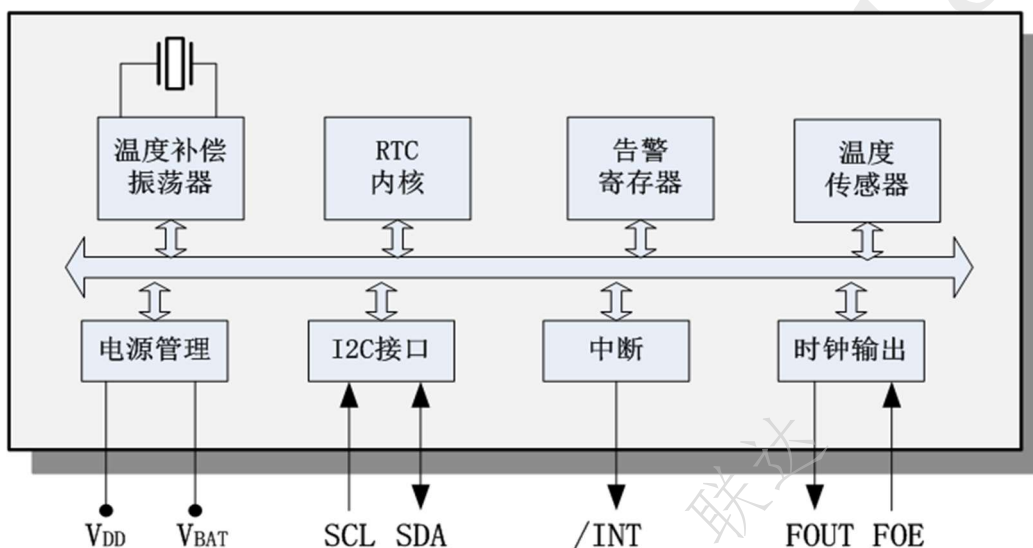 温度补偿
振荡器
RTC
内核
告警
寄存器
温度
传感器
电源管理
I2C接口
中断
时钟输出
VDD
VBAT
SCL
SDA
/INT
FOUT
FOE
联达